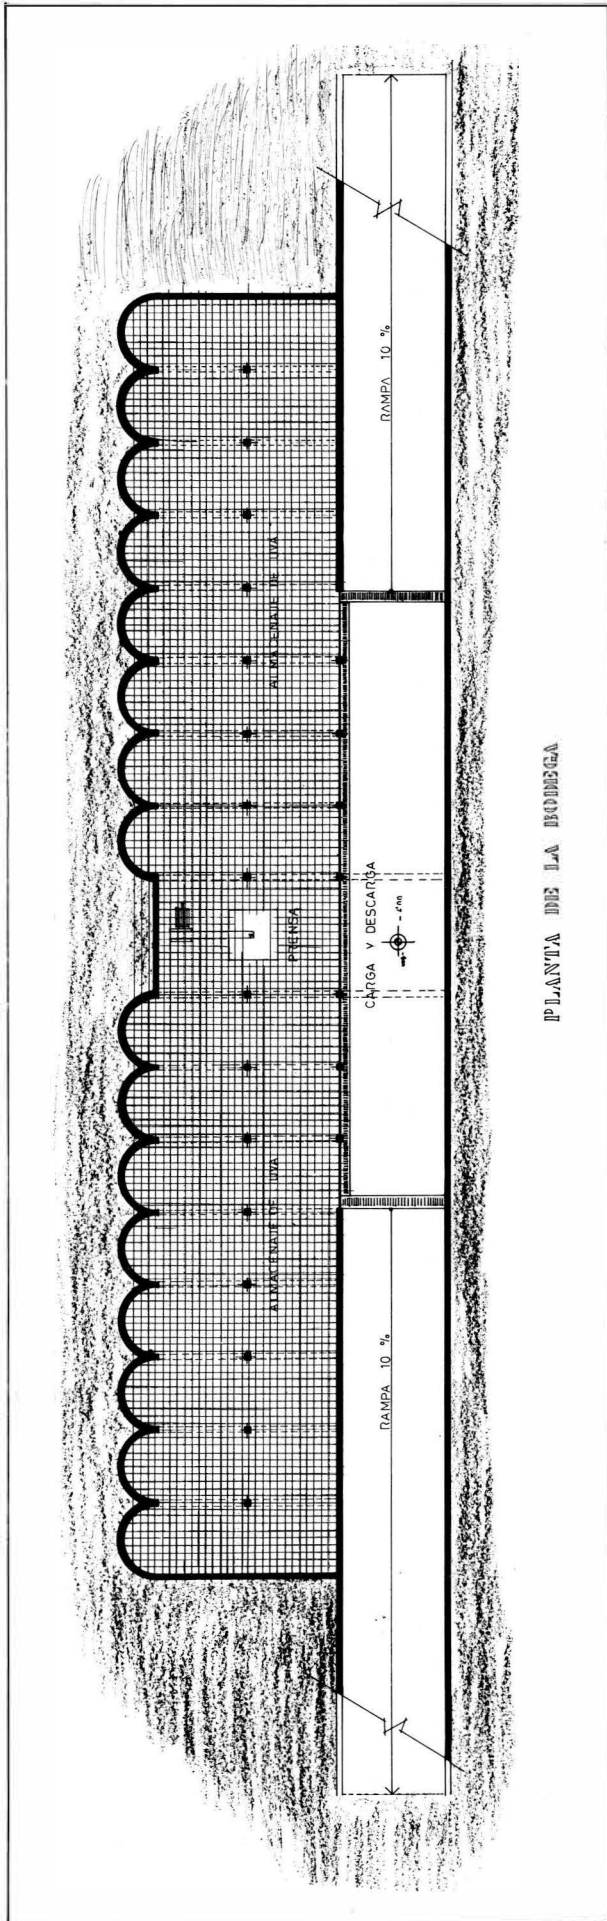 ALMACENAJE DE UVA
PRENSA
ALMACENAJE DE UVA
RAMPA 10 %
CARGA Y DESCARGA
RAMPA 10 %
PLANTA DE LA BODEGA